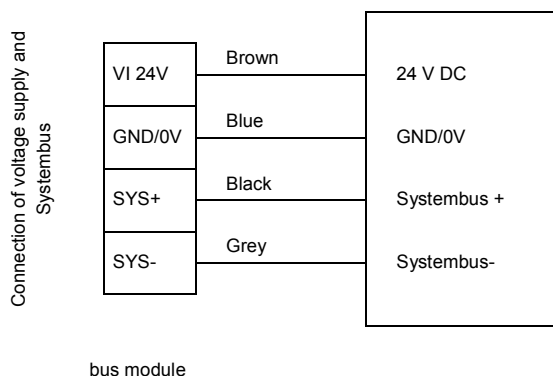 Connection of voltage supply and
Systembus
VI 24V
Brown
24 V DC
GND/0V
Blue
GND/0V
SYS+
Black
Systembus +
SYS-
Grey
Systembus-
bus module